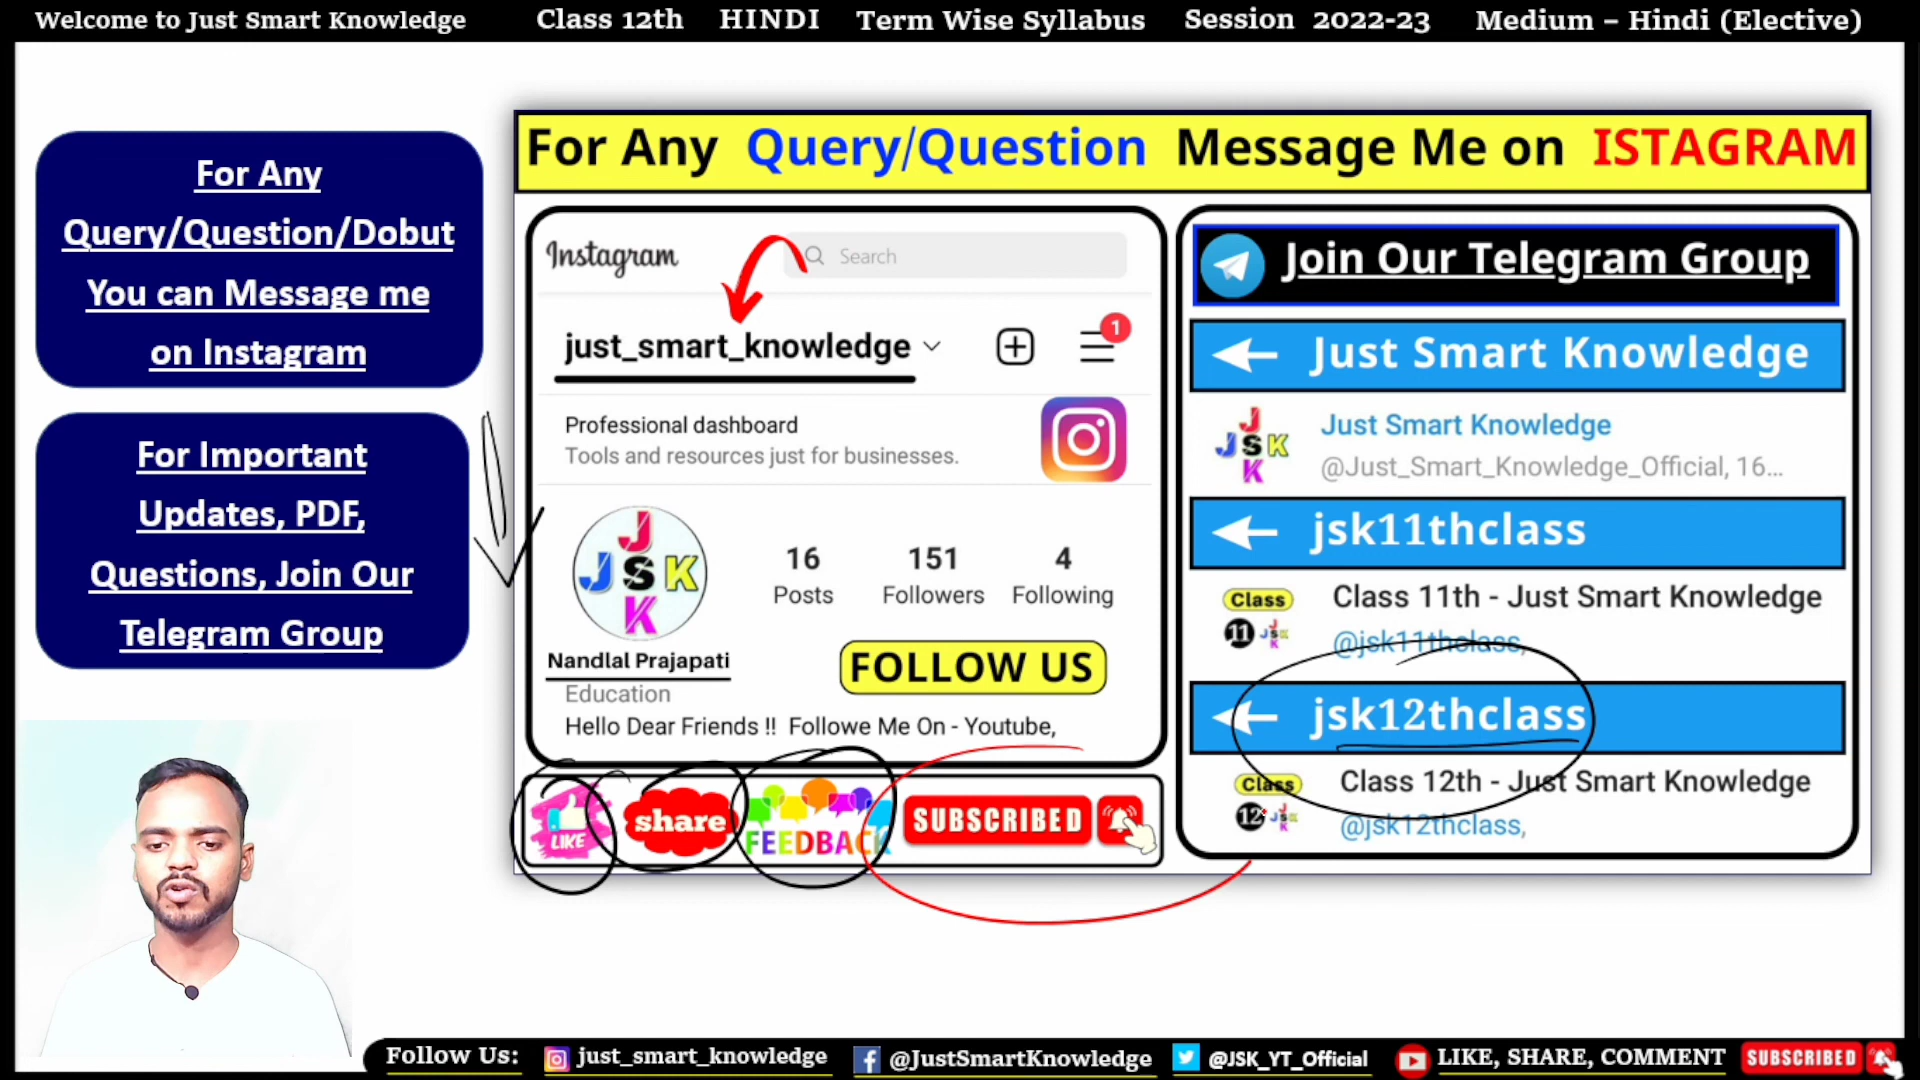 Welcome to Just Smart Knowledge Class 12th HINDI Term Wise Syllabus Session 2022-23 Medium – Hindi (Elective)
For Any
Query/Question/Dobut
You can Message me
on Instagram
For Important
Updates, PDF,
Questions, Join Our
Telegram Group
For Any Query/Question Message Me on ISTAGRAM
Instagram
Search
just_smart_knowledge
1
Professional dashboard
Tools and resources just for businesses.
J
J S K
K
16 151 4
Posts Followers Following
Nandlal Prajapati
FOLLOW US
Education
Hello Dear Friends !! Followe Me On - Youtube,
LIKE
share
FEEDBACK
SUBSCRIBED
Join Our Telegram Group
Just Smart Knowledge
J
J S K
K
Just Smart Knowledge
@Just_Smart_Knowledge_Official, 16...
jsk11thclass
Class
11 JSK
Class 11th - Just Smart Knowledge
@jsk11thclass,
jsk12thclass
Class
12 JSK
Class 12th - Just Smart Knowledge
@jsk12thclass,
Follow Us: just_smart_knowledge @JustSmartKnowledge @JSK_YT_Official LIKE, SHARE, COMMENT SUBSCRIBED